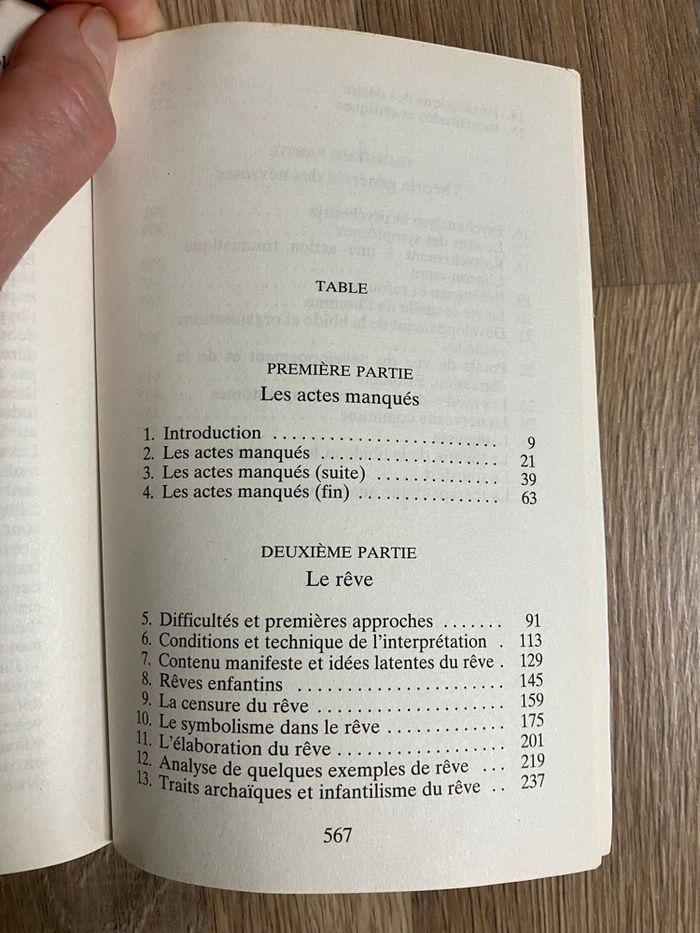 TABLE
PREMIÈRE PARTIE
Les actes manqués
1. Introduction . . . . . . . . . . . . . . . . . . . . . . . . . 9
2. Les actes manqués . . . . . . . . . . . . . . . . . . . . 21
3. Les actes manqués (suite) . . . . . . . . . . . . . . 39
4. Les actes manqués (fin) . . . . . . . . . . . . . . . . 63
DEUXIÈME PARTIE
Le rêve
5. Difficultés et premières approches . . . . . . . 91
6. Conditions et technique de l'interprétation . 113
7. Contenu manifeste et idées latentes du rêve . 129
8. Rêves enfantins . . . . . . . . . . . . . . . . . . . . . . . 145
9. La censure du rêve . . . . . . . . . . . . . . . . . . . . 159
10. Le symbolisme dans le rêve . . . . . . . . . . . . . 175
11. L'élaboration du rêve . . . . . . . . . . . . . . . . . . 201
12. Analyse de quelques exemples de rêve . . . 219
13. Traits archaïques et infantilisme du rêve . . 237
567